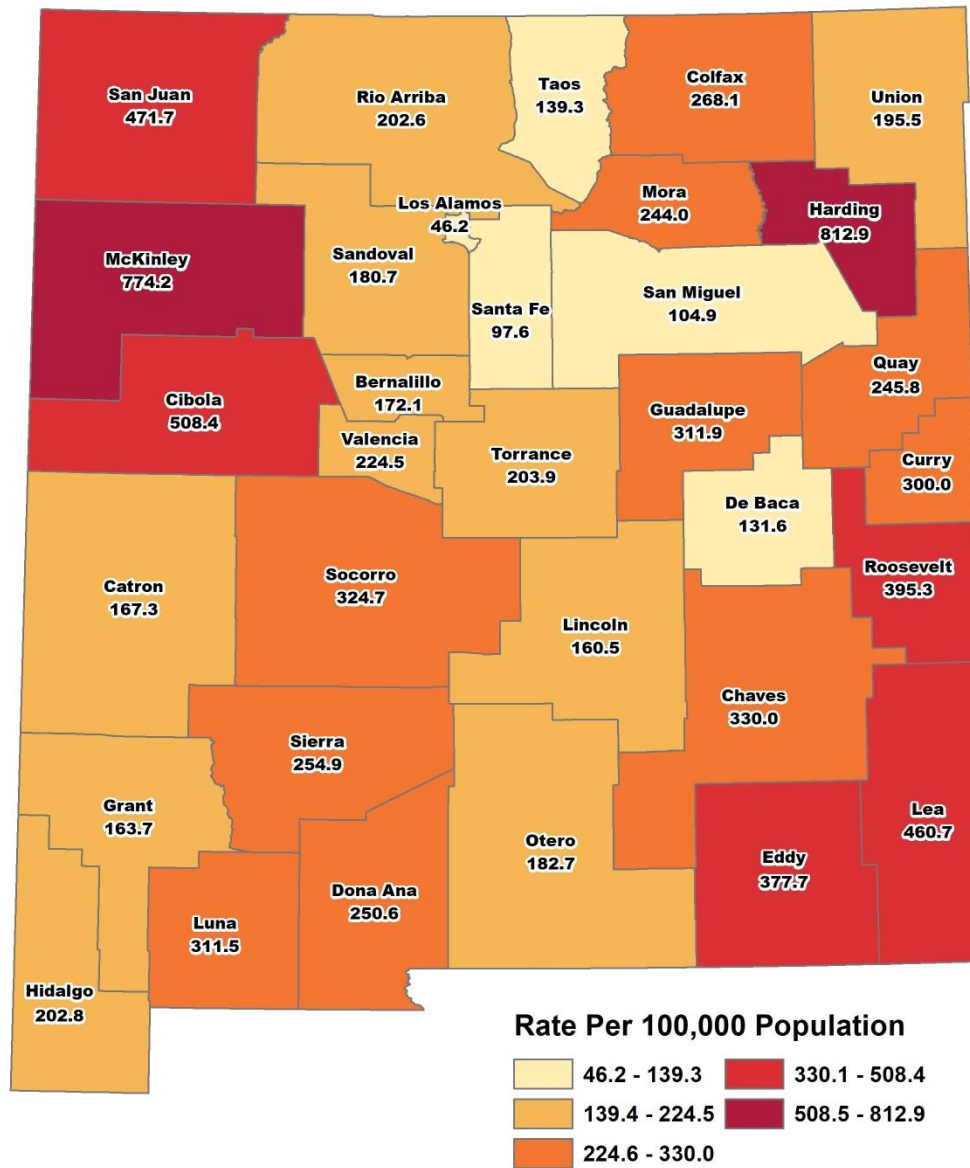 Taos
139.3
Colfax
268.1
San Juan
471.7
Rio Arriba
202.6
Union
195.5
Mora
244.0
Los Alamos
46.2
Harding
812.9
McKinley
774.2
Sandoval
180.7
San Miguel
104.9
Santa Fe
97.6
Quay
245.8
Bernalillo
172.1
Cibola
508.4
Guadalupe
311.9
Valencia
224.5
Torrance
203.9
Curry
300.0
De Baca
131.6
Socorro
324.7
Roosevelt
395.3
Catron
167.3
Lincoln
160.5
Chaves
330.0
Sierra
254.9
Grant
163.7
Lea
460.7
Otero
182.7
Eddy
377.7
Dona Ana
250.6
Luna
311.5
Hidalgo
202.8
Rate Per 100,000 Population
46.2 - 139.3
139.4 - 224.5
224.6 - 330.0
330.1 - 508.4
508.5 - 812.9